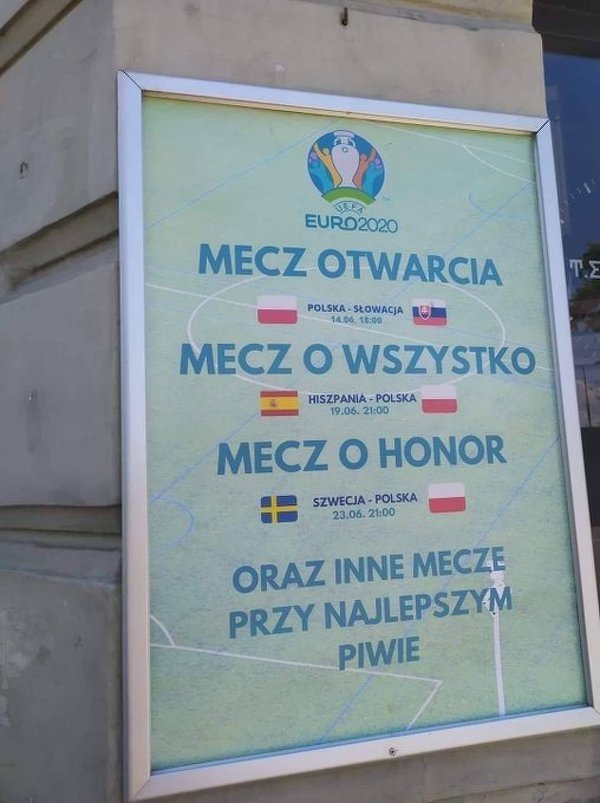 UEFA
EURO2020
MECZ OTWARCIA
POLSKA - SŁOWACJA
14.06. 18:00
MECZ O WSZYSTKO
HISZPANIA - POLSKA
19.06. 21:00
MECZ O HONOR
SZWECJA - POLSKA
23.06. 21:00
ORAZ INNE MECZE
PRZY NAJLEPSZYM
PIWIE